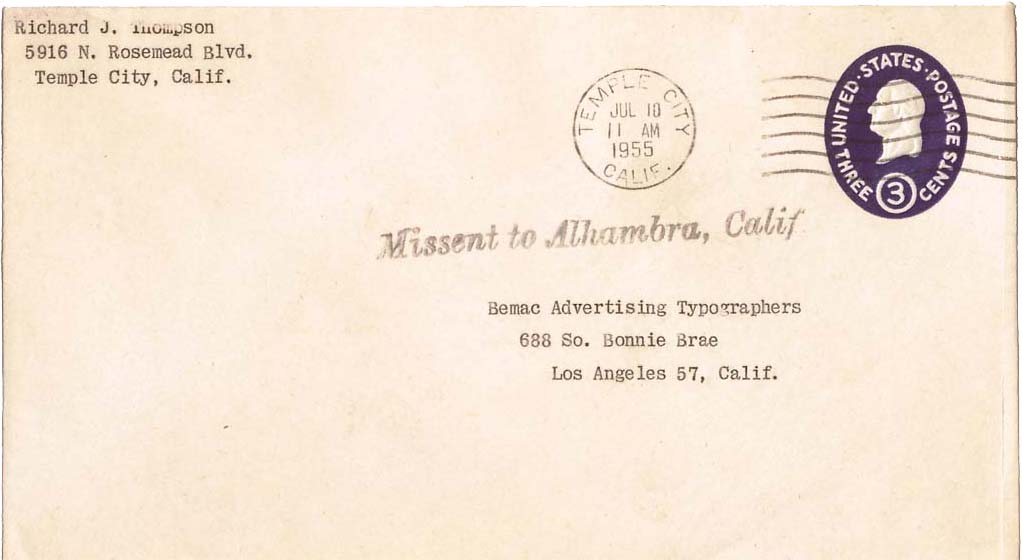 Richard J. Thompson
5916 N. Rosemead Blvd.
Temple City, Calif.
TEMPLE CITY
JUL 10
11 AM
1955
CALIF.
UNITED·STATES·POSTAGE
THREE 3 CENTS
Missent to Alhambra, Calif
Bemac Advertising Typographers
688 So. Bonnie Brae
Los Angeles 57, Calif.